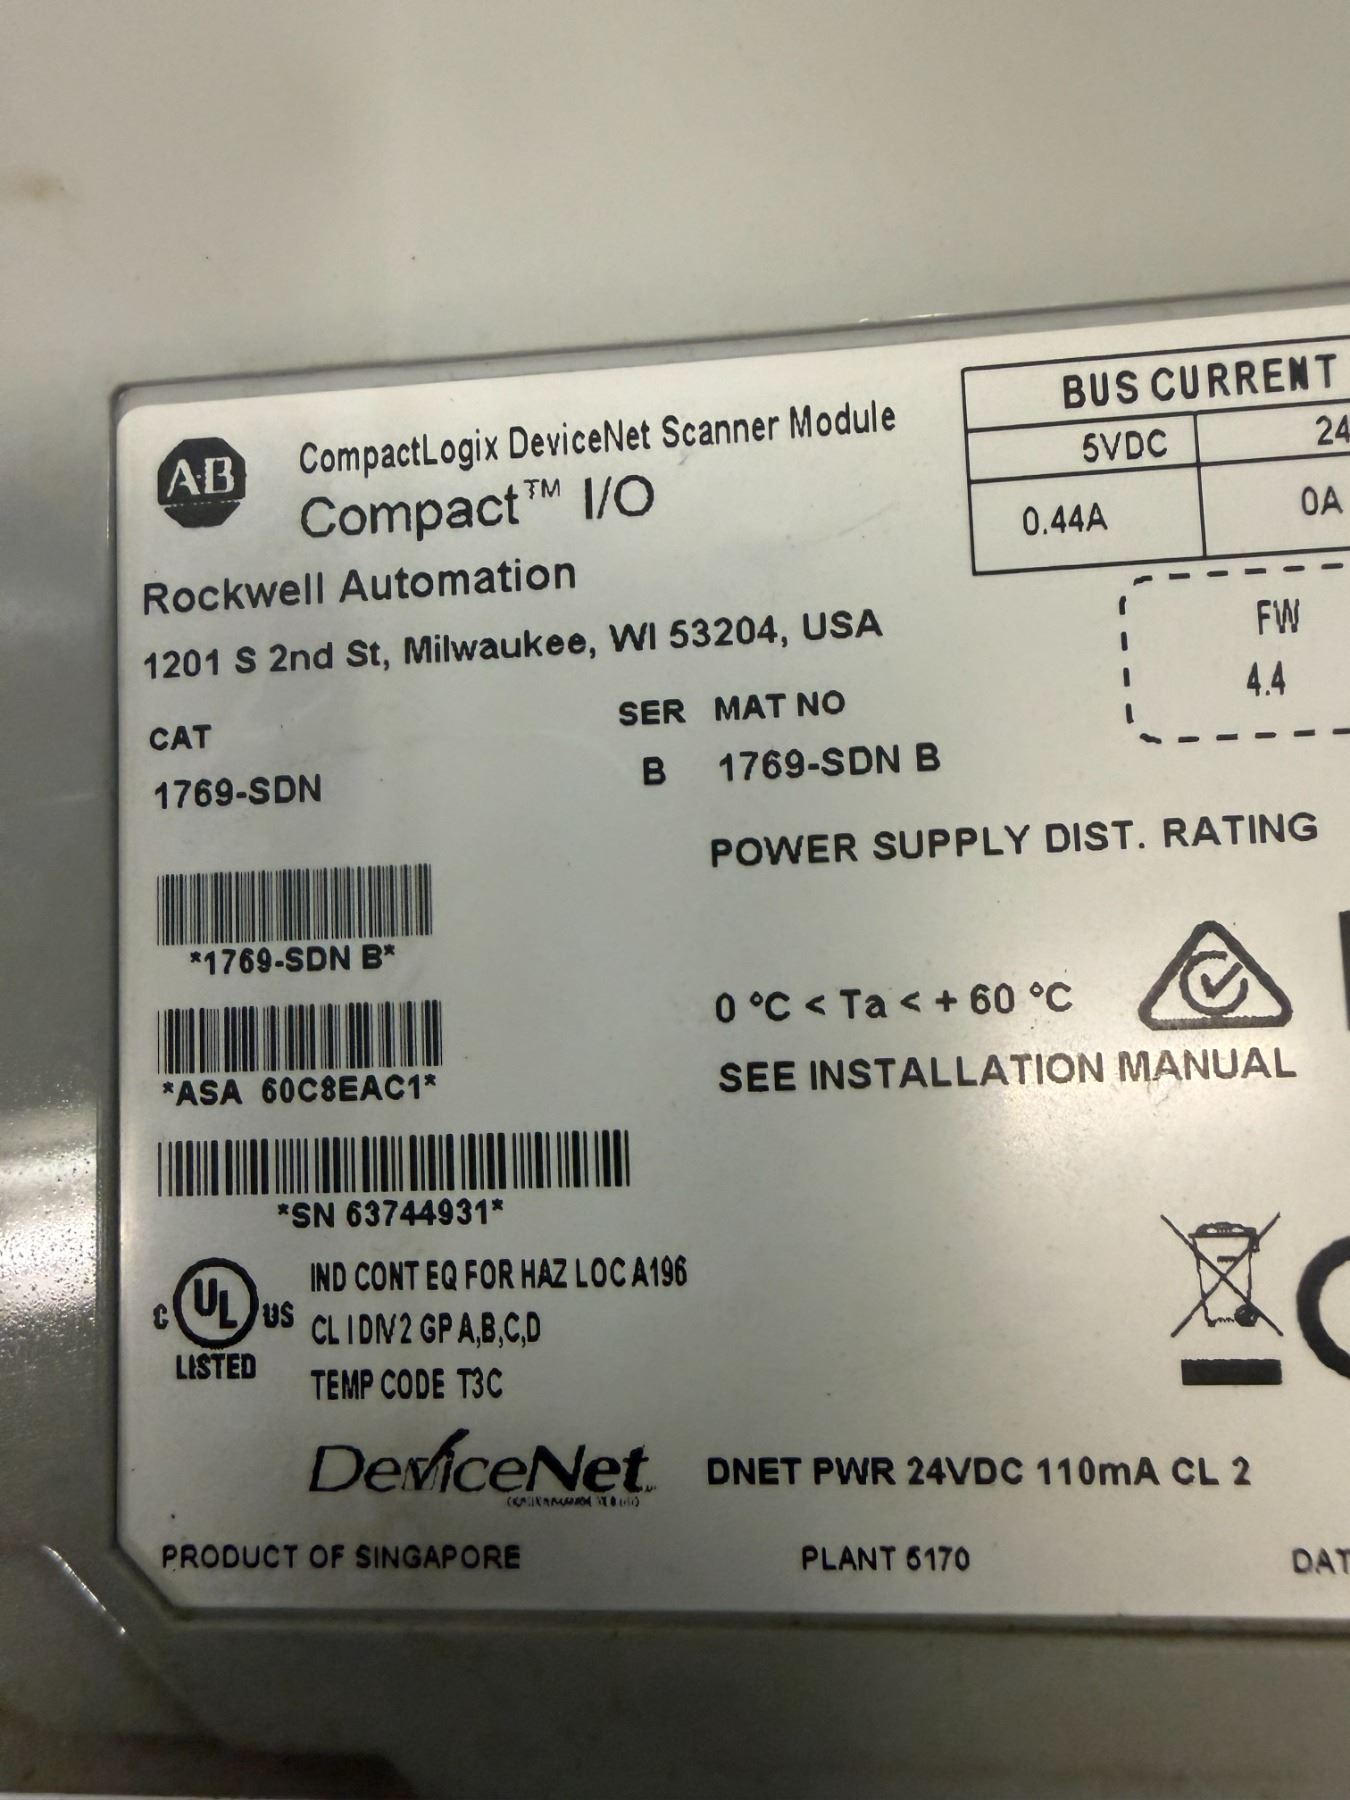 A-B
CompactLogix DeviceNet Scanner Module
Compact™ I/O
Rockwell Automation
1201 S 2nd St, Milwaukee, WI 53204, USA
BUS CURRENT
5VDC 24
0.44A 0A
FW
4.4
CAT SER MAT NO
1769-SDN B 1769-SDN B
POWER SUPPLY DIST. RATING
*1769-SDN B*
0 °C < Ta < + 60 °C
*ASA 60C8EAC1*
SEE INSTALLATION MANUAL
*SN 63744931*
C UL US
LISTED
IND CONT EQ FOR HAZ LOC A196
CL I DIV 2 GP A,B,C,D
TEMP CODE T3C
DeviceNet
DNET PWR 24VDC 110mA CL 2
PRODUCT OF SINGAPORE PLANT 5170 DAT